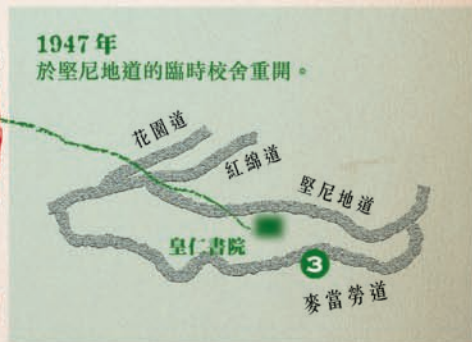 1947年
於堅尼地道的臨時校舍重開。
花園道
紅綿道
堅尼地道
皇仁書院
3
麥當勞道